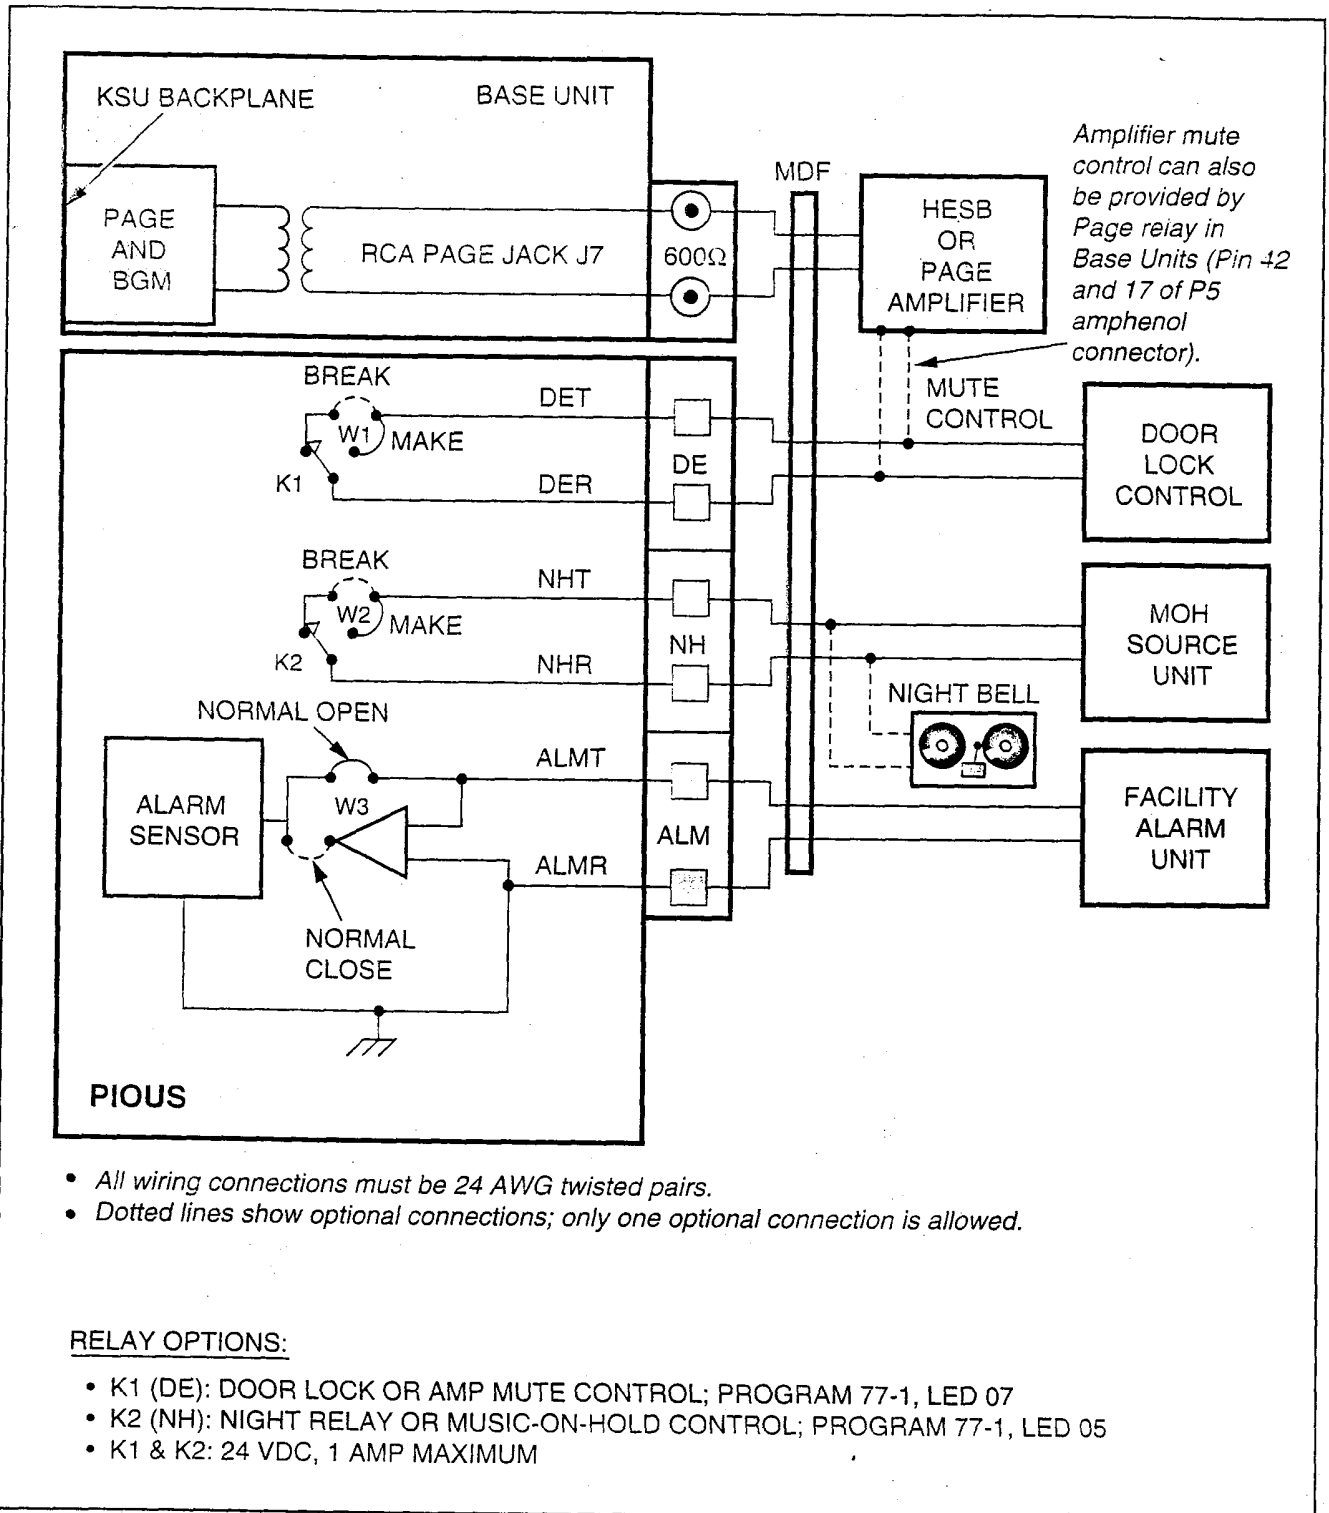 KSU BACKPLANE
BASE UNIT
PAGE
AND
BGM
RCA PAGE JACK J7
600Ω
MDF
HESB
OR
PAGE
AMPLIFIER
Amplifier mute
control can also
be provided by
Page relay in
Base Units (Pin 42
and 17 of P5
amphenol
connector).
BREAK
W1
MAKE
K1
DET
DER
DE
MUTE
CONTROL
DOOR
LOCK
CONTROL
BREAK
W2
MAKE
K2
NHT
NHR
NH
MOH
SOURCE
UNIT
NIGHT BELL
NORMAL OPEN
ALARM
SENSOR
W3
ALMT
ALMR
ALM
FACILITY
ALARM
UNIT
NORMAL
CLOSE
PIOUS
• All wiring connections must be 24 AWG twisted pairs.
• Dotted lines show optional connections; only one optional connection is allowed.
RELAY OPTIONS:
• K1 (DE): DOOR LOCK OR AMP MUTE CONTROL; PROGRAM 77-1, LED 07
• K2 (NH): NIGHT RELAY OR MUSIC-ON-HOLD CONTROL; PROGRAM 77-1, LED 05
• K1 & K2: 24 VDC, 1 AMP MAXIMUM